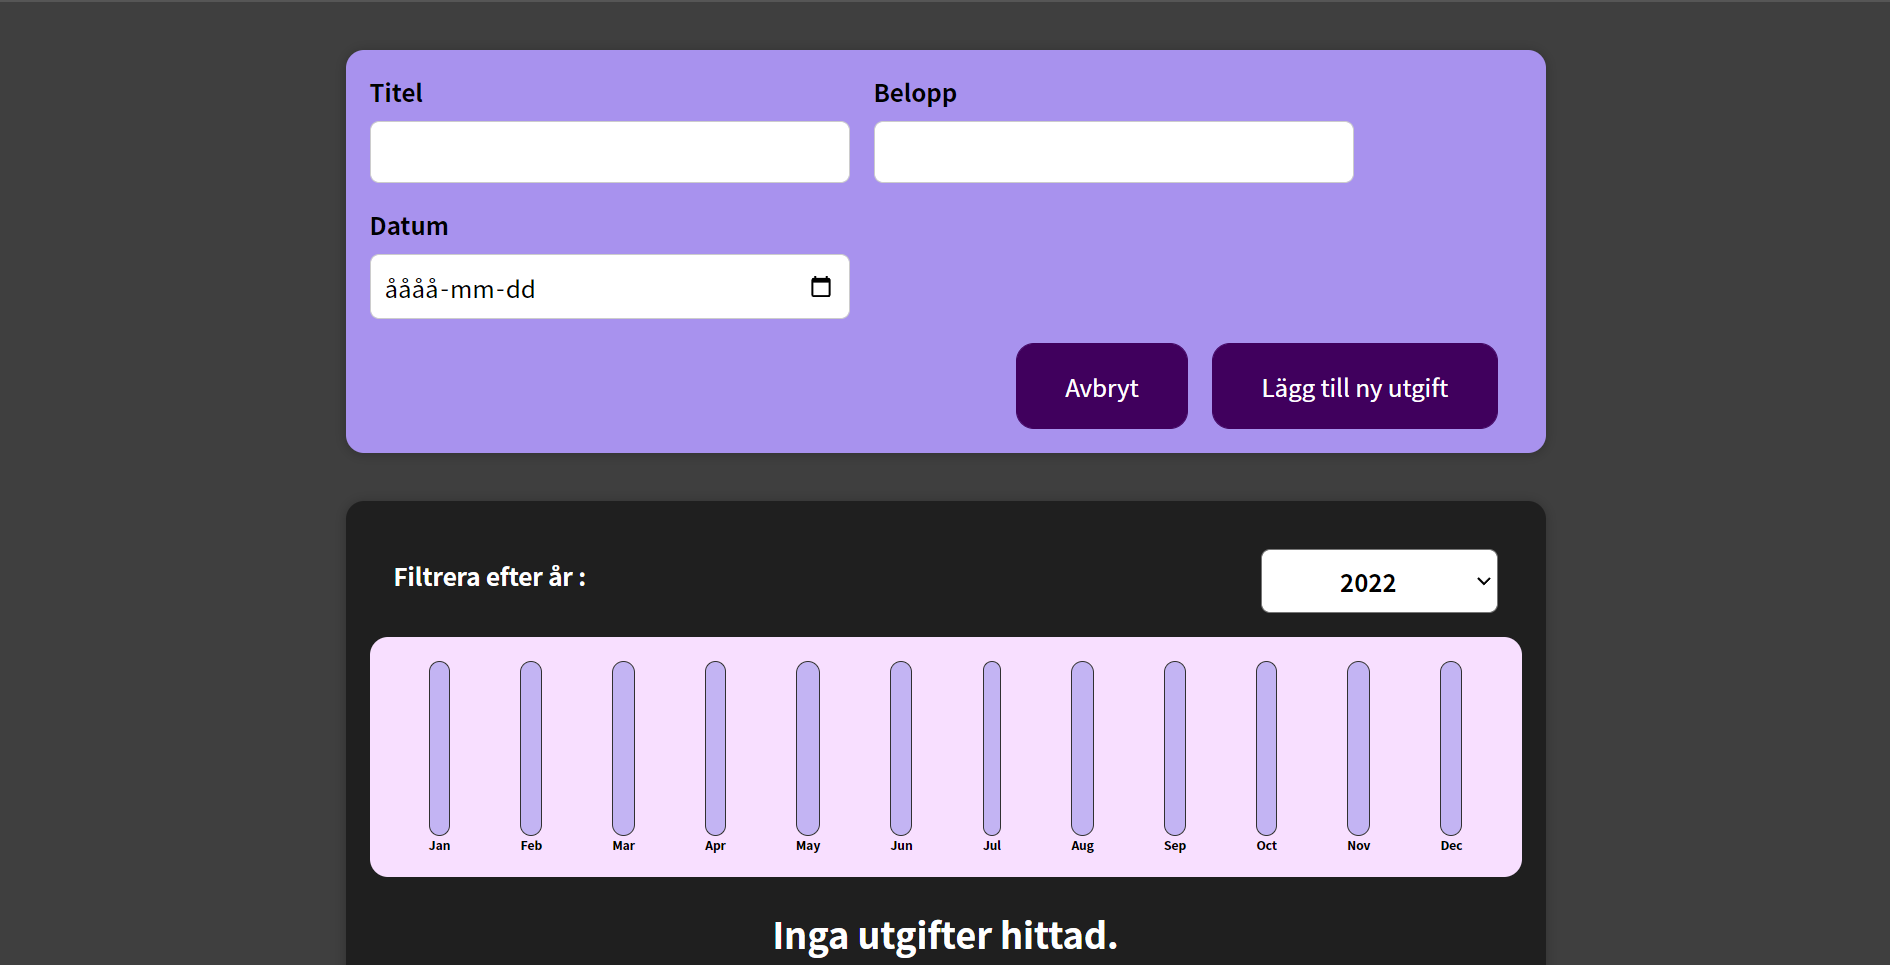 Titel Belopp
Datum
åååå-mm-dd
Avbryt Lägg till ny utgift
Filtrera efter år : 2022
Jan Feb Mar Apr May Jun Jul Aug Sep Oct Nov Dec
Inga utgifter hittad.